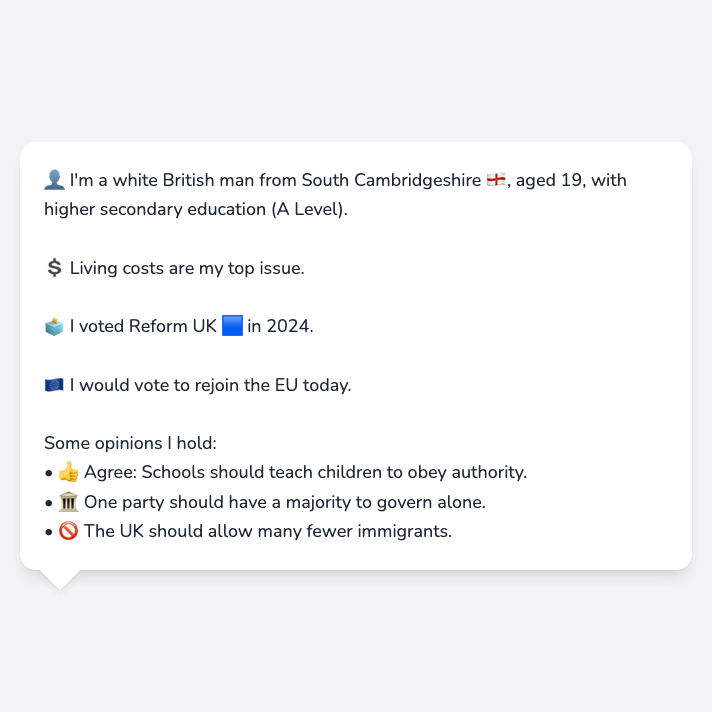 👤 I'm a white British man from South Cambridgeshire 🏴󠁧󠁢󠁥󠁮󠁧󠁿, aged 19, with
higher secondary education (A Level).
💲 Living costs are my top issue.
🗳️ I voted Reform UK 🟦 in 2024.
🇪🇺 I would vote to rejoin the EU today.
Some opinions I hold:
• 👍 Agree: Schools should teach children to obey authority.
• 🏛️ One party should have a majority to govern alone.
• 🚫 The UK should allow many fewer immigrants.